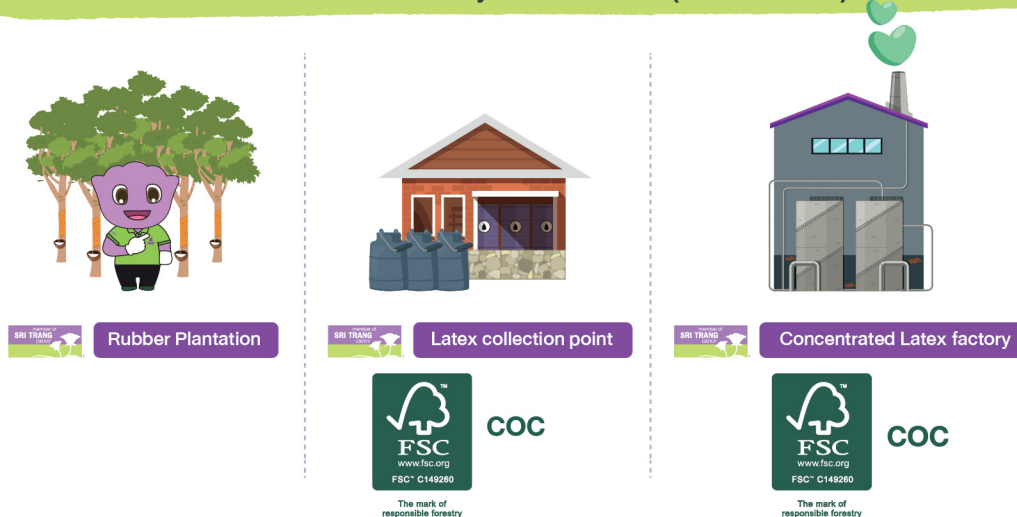 member of
SRI TRANG
GROUP
Rubber Plantation
member of
SRI TRANG
GROUP
Latex collection point
member of
SRI TRANG
GROUP
Concentrated Latex factory
FSC
www.fsc.org
FSC™ C149260
The mark of
responsible forestry
COC
FSC
www.fsc.org
FSC™ C149260
The mark of
responsible forestry
COC